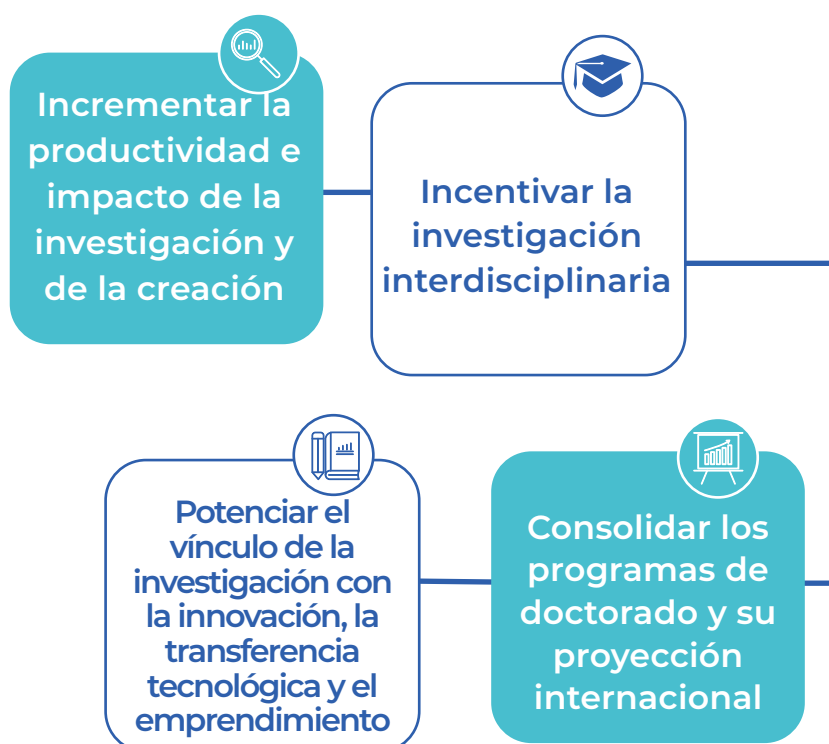 Incrementar la
productividad e
impacto de la
investigación y
de la creación
Incentivar la
investigación
interdisciplinaria
Potenciar el
vínculo de la
investigación con
la innovación, la
transferencia
tecnológica y el
emprendimiento
Consolidar los
programas de
doctorado y su
proyección
internacional